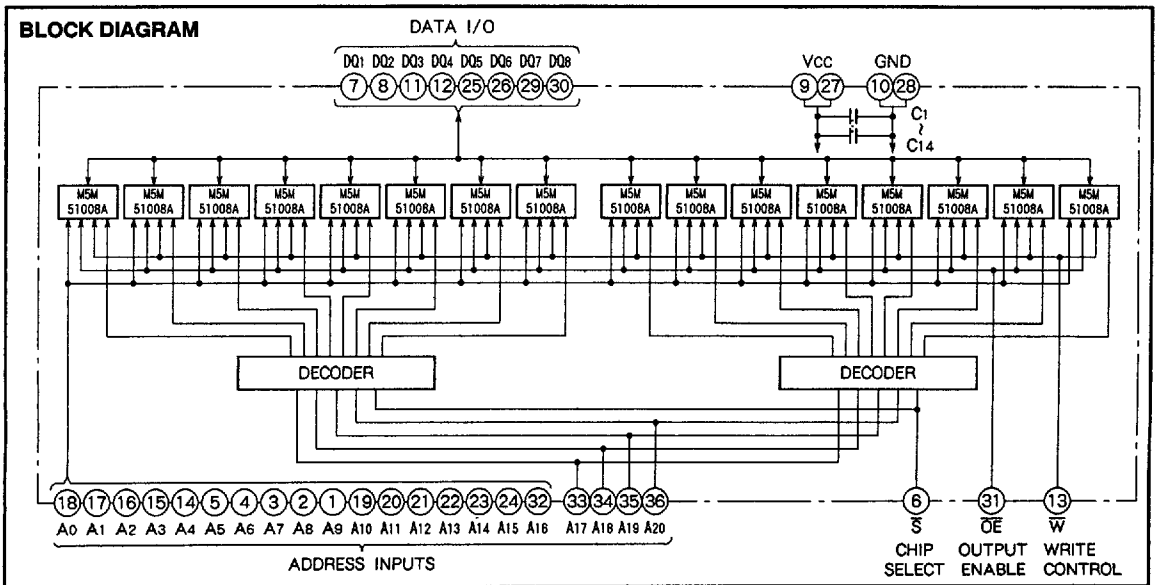 BLOCK DIAGRAM
DATA I/O
DQ1 DQ2 DQ3 DQ4 DQ5 DQ6 DQ7 DQ8
7 8 11 12 25 26 29 30
VCC GND
9 27 10 28
C1
~
C14
M5M M5M M5M M5M M5M M5M M5M M5M M5M M5M M5M M5M M5M M5M M5M M5M
51008A 51008A 51008A 51008A 51008A 51008A 51008A 51008A 51008A 51008A 51008A 51008A 51008A 51008A 51008A 51008A
DECODER DECODER
18 17 16 15 14 5 4 3 2 1 19 20 21 22 23 24 32 33 34 35 36 6 31 13
A0 A1 A2 A3 A4 A5 A6 A7 A8 A9 A10 A11 A12 A13 A14 A15 A16 A17 A18 A19 A20 S̅ O̅E̅ W̅
ADDRESS INPUTS
CHIP OUTPUT WRITE
SELECT ENABLE CONTROL